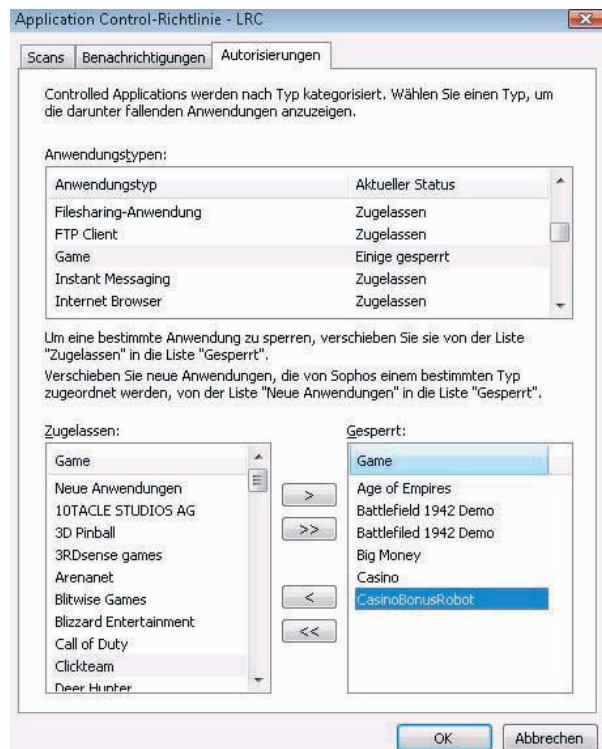 Application Control-Richtlinie - LRC
Scans Benachrichtigungen Autorisierungen
Controlled Applications werden nach Typ kategorisiert. Wählen Sie einen Typ, um
die darunter fallenden Anwendungen anzuzeigen.
Anwendungstypen:
Anwendungstyp Aktueller Status
Filesharing-Anwendung Zugelassen
FTP Client Zugelassen
Game Einige gesperrt
Instant Messaging Zugelassen
Internet Browser Zugelassen
Um eine bestimmte Anwendung zu sperren, verschieben Sie sie von der Liste
"Zugelassen" in die Liste "Gesperrt".
Verschieben Sie neue Anwendungen, die von Sophos einem bestimmten Typ
zugeordnet werden, von der Liste "Neue Anwendungen" in die Liste "Gesperrt".
Zugelassen:
Game
Neue Anwendungen
10TACLE STUDIOS AG
3D Pinball
3RDsense games
Arenanet
Blitwise Games
Blizzard Entertainment
Call of Duty
Clickteam
Deer Hunter
>
>>
<
<<
Gesperrt:
Game
Age of Empires
Battlefield 1942 Demo
Battlefiled 1942 Demo
Big Money
Casino
CasinoBonusRobot
OK Abbrechen